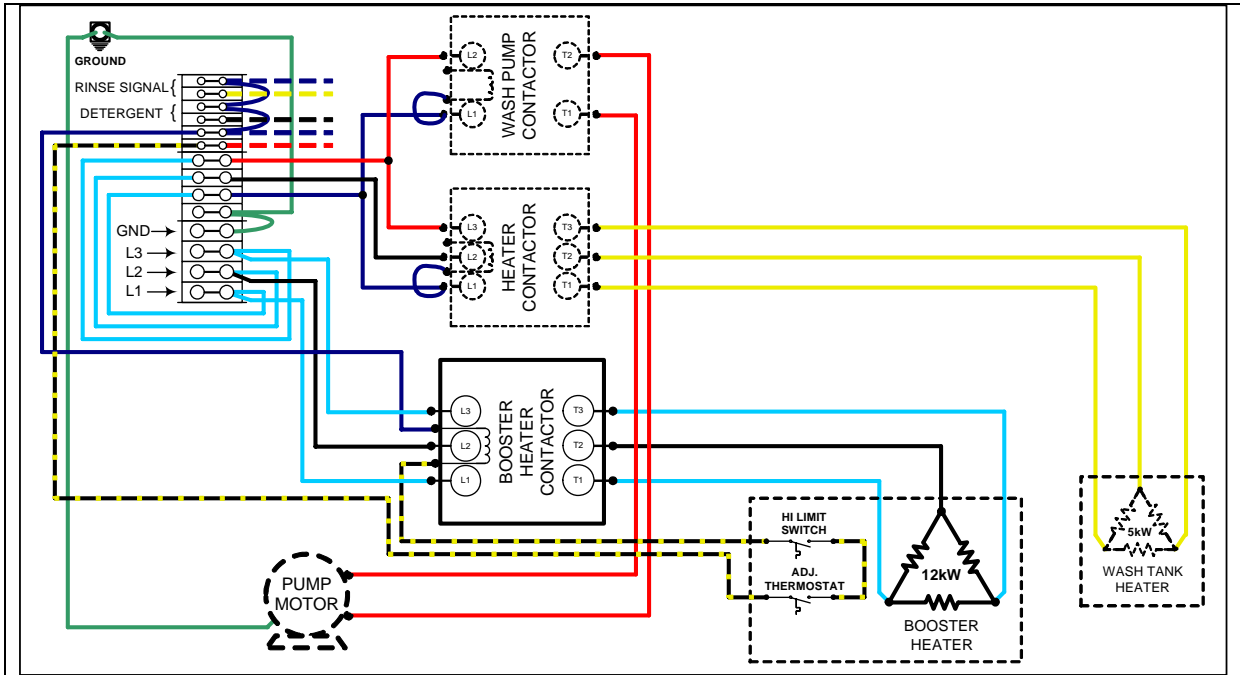 GROUND
RINSE SIGNAL {
DETERGENT {
GND
L3
L2
L1
L2
L1
WASH PUMP
CONTACTOR
T2
T1
L3
L2
L1
HEATER
CONTACTOR
T3
T2
T1
L3
L2
L1
BOOSTER
HEATER
CONTACTOR
T3
T2
T1
PUMP
MOTOR
HI LIMIT
SWITCH
ADJ.
THERMOSTAT
12kW
BOOSTER
HEATER
5kW
WASH TANK
HEATER